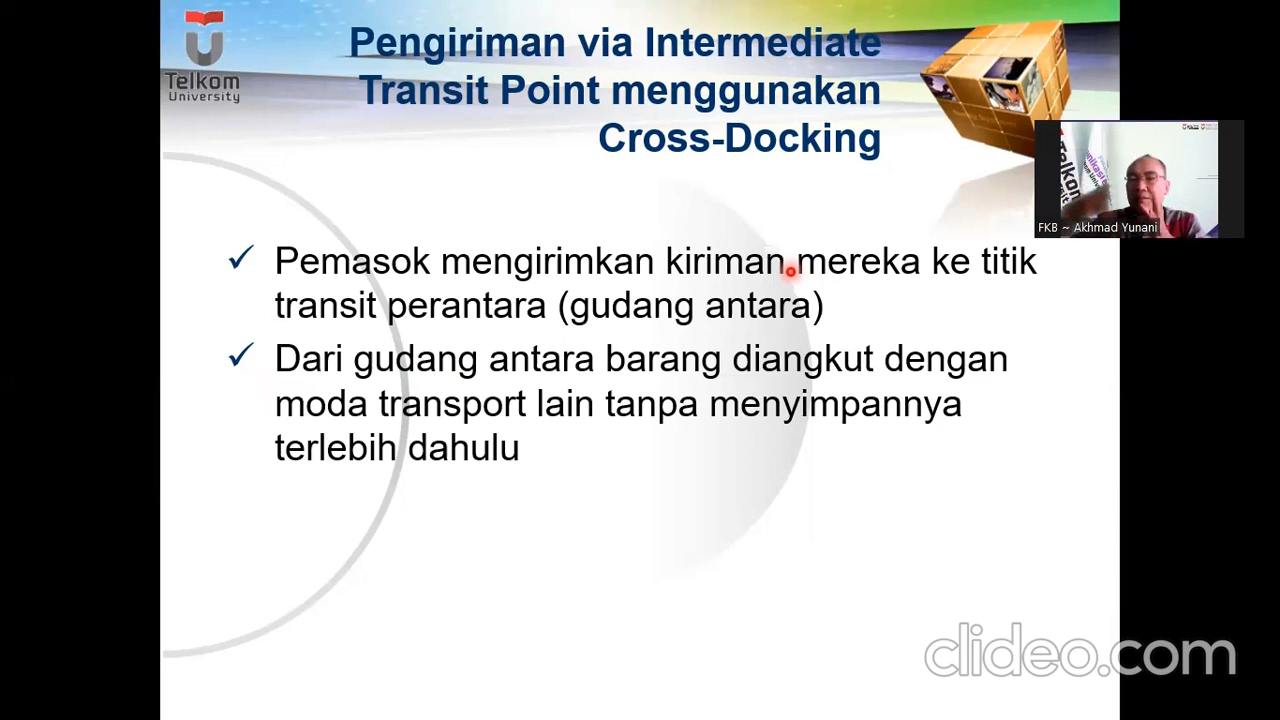 Telkom
University
Pengiriman via Intermediate
Transit Point menggunakan
Cross-Docking
FKB ~ Akhmad Yunani
✓ Pemasok mengirimkan kiriman mereka ke titik
transit perantara (gudang antara)
✓ Dari gudang antara barang diangkut dengan
moda transport lain tanpa menyimpannya
terlebih dahulu
clideo.com